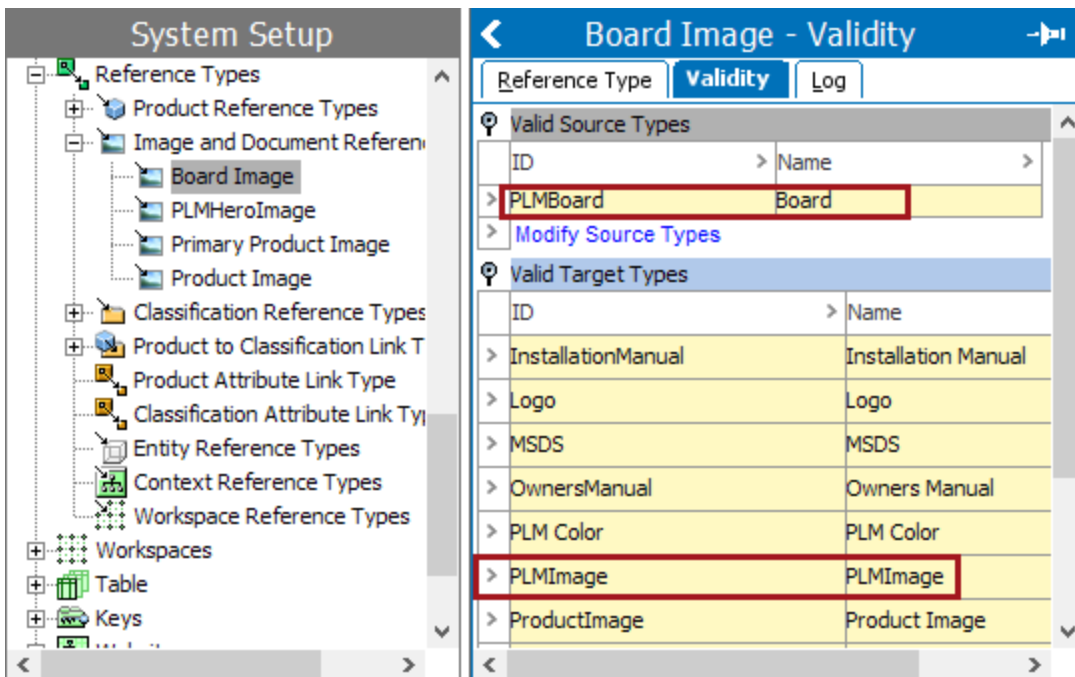 System Setup
Reference Types
Product Reference Types
Image and Document Referen
Board Image
PLMHeroImage
Primary Product Image
Product Image
Classification Reference Types
Product to Classification Link T
Product Attribute Link Type
Classification Attribute Link Ty
Entity Reference Types
Context Reference Types
Workspace Reference Types
Workspaces
Table
Keys
Board Image - Validity
Reference Type Validity Log
Valid Source Types
ID > Name >
> PLMBoard Board
> Modify Source Types
Valid Target Types
ID > Name
> InstallationManual Installation Manual
> Logo Logo
> MSDS MSDS
> OwnersManual Owners Manual
> PLM Color PLM Color
> PLMImage PLMImage
> ProductImage Product Image